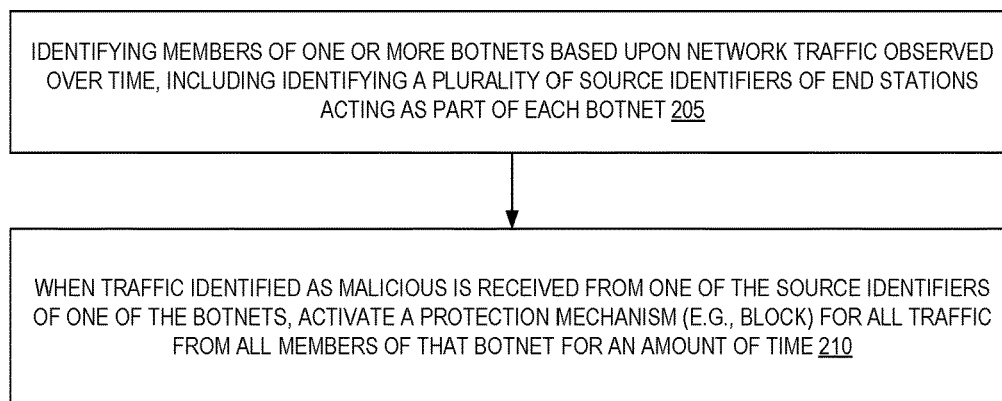 IDENTIFYING MEMBERS OF ONE OR MORE BOTNETS BASED UPON NETWORK TRAFFIC OBSERVED
OVER TIME, INCLUDING IDENTIFYING A PLURALITY OF SOURCE IDENTIFIERS OF END STATIONS
ACTING AS PART OF EACH BOTNET 205
WHEN TRAFFIC IDENTIFIED AS MALICIOUS IS RECEIVED FROM ONE OF THE SOURCE IDENTIFIERS
OF ONE OF THE BOTNETS, ACTIVATE A PROTECTION MECHANISM (E.G., BLOCK) FOR ALL TRAFFIC
FROM ALL MEMBERS OF THAT BOTNET FOR AN AMOUNT OF TIME 210